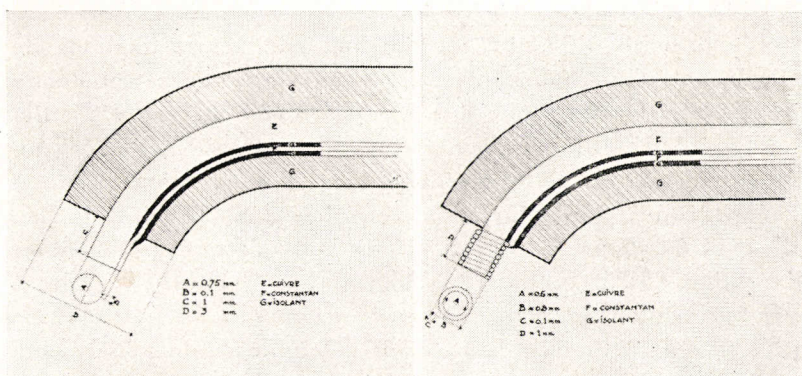 G
E
G
F
G
G
C
A
B
D
A = 0,75 mm E = CUIVRE
B = 0.1 mm F = CONSTANTAN
C = 1 mm G = ISOLANT
D = 3 mm
G
E
G
F
G
G
D
A
C
B
A = 0.6 mm E = CUIVRE
B = 0.8 mm F = CONSTANTAN
C = 0.1 mm G = ISOLANT
D = 1 mm